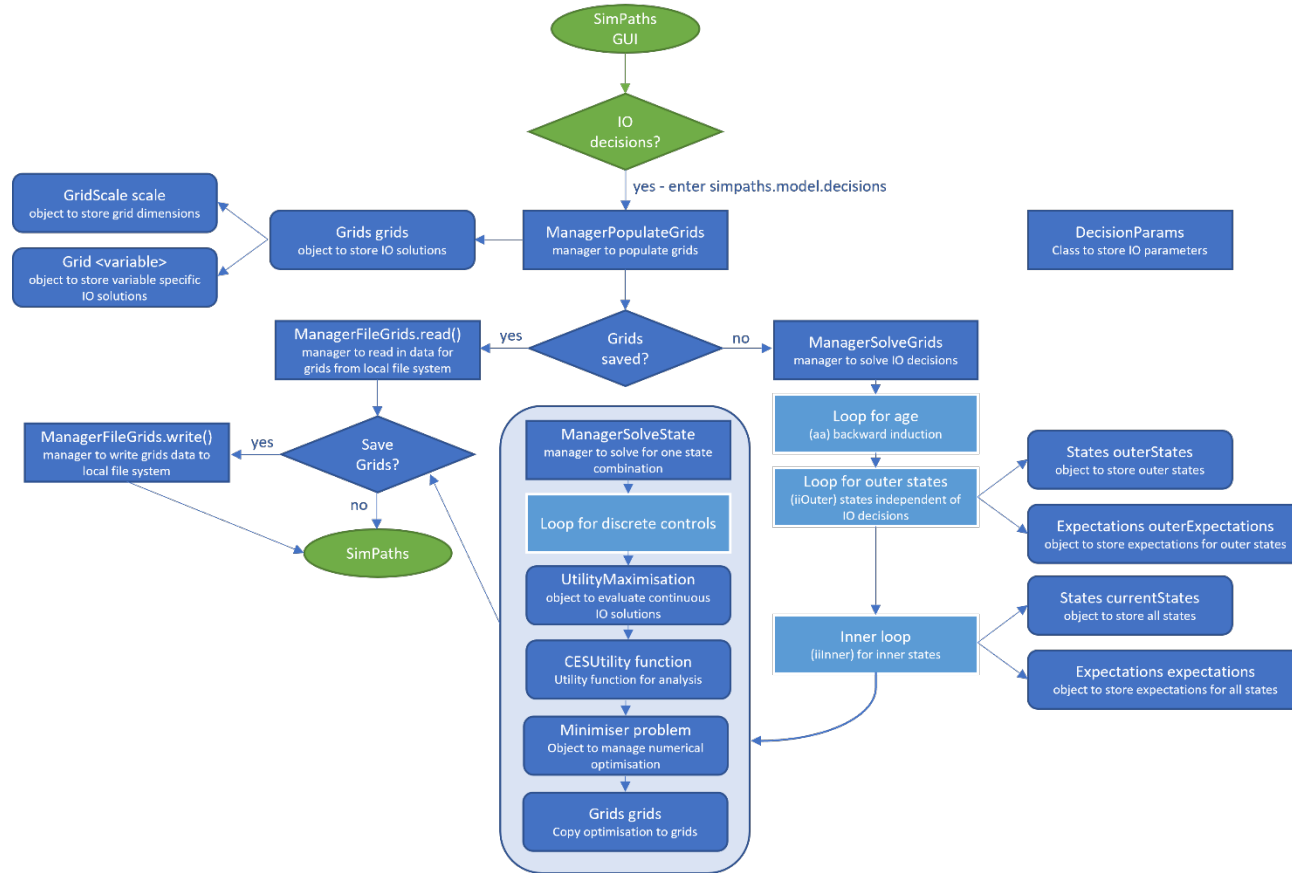 SimPaths
GUI
IO
decisions?
yes - enter simpaths.model.decisions
GridScale scale
object to store grid dimensions
Grids grids
object to store IO solutions
ManagerPopulateGrids
manager to populate grids
DecisionParams
Class to store IO parameters
Grid <variable>
object to store variable specific
IO solutions
ManagerFileGrids.read()
manager to read in data for
grids from local file system
yes
Grids
saved?
no
ManagerSolveGrids
manager to solve IO decisions
Loop for age
(aa) backward induction
ManagerFileGrids.write()
manager to write grids data to
local file system
yes
Save
Grids?
no
SimPaths
ManagerSolveState
manager to solve for one state
combination
Loop for discrete controls
UtilityMaximisation
object to evaluate continuous
IO solutions
CESUtility function
Utility function for analysis
Minimiser problem
Object to manage numerical
optimisation
Grids grids
Copy optimisation to grids
Loop for outer states
(iiOuter) states independent of
IO decisions
States outerStates
object to store outer states
Expectations outerExpectations
object to store expectations for outer states
Inner loop
(iiInner) for inner states
States currentStates
object to store all states
Expectations expectations
object to store expectations for all states